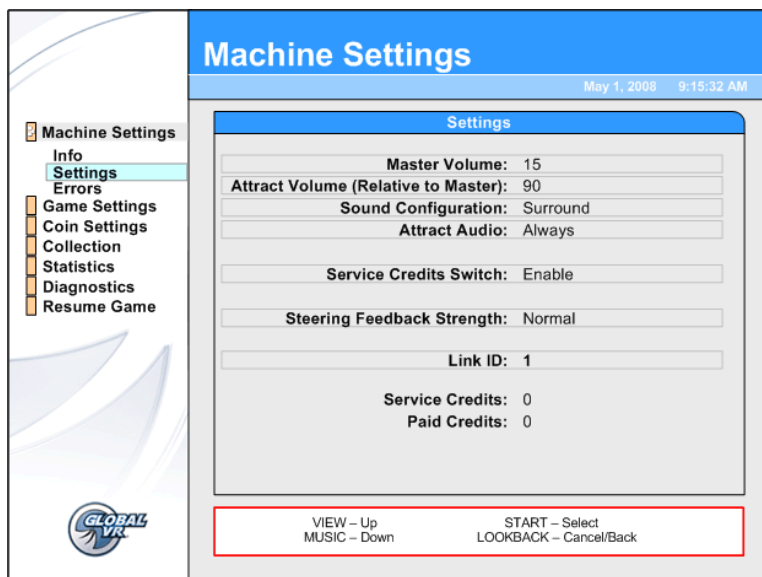 Machine Settings
May 1, 2008 9:15:32 AM
Machine Settings
Info
Settings
Errors
Game Settings
Coin Settings
Collection
Statistics
Diagnostics
Resume Game
Settings
Master Volume: 15
Attract Volume (Relative to Master): 90
Sound Configuration: Surround
Attract Audio: Always
Service Credits Switch: Enable
Steering Feedback Strength: Normal
Link ID: 1
Service Credits: 0
Paid Credits: 0
GLOBAL
VR
VIEW – Up START – Select
MUSIC – Down LOOKBACK – Cancel/Back